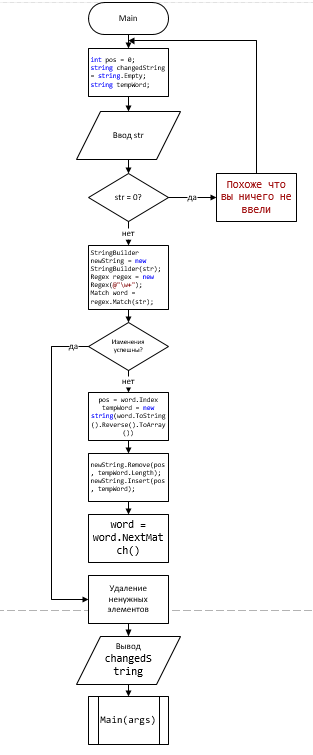 Main
int pos = 0;
string changedString
= string.Empty;
string tempWord;
Ввод str
str = 0?
да
Похоже что
вы ничего не
ввели
нет
StringBuilder
newString = new
StringBuilder(str);
Regex regex = new
Regex(@"\w+");
Match word =
regex.Match(str);
Изменения
успешны?
да
нет
pos = word.Index
tempWord = new
string(word.ToString
().Reverse().ToArray
())
newString.Remove(pos
, tempWord.Length);
newString.Insert(pos
, tempWord);
word =
word.NextMat
ch()
Удаление
ненужных
элементов
Вывод
changedS
tring
Main(args)